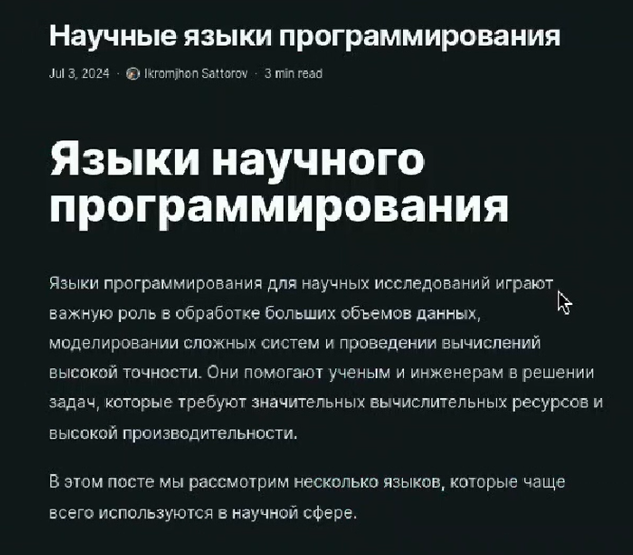 Научные языки программирования
Jul 3, 2024 · Ikromjhon Sattorov · 3 min read
Языки научного
программирования
Языки программирования для научных исследований играют
важную роль в обработке больших объемов данных,
моделировании сложных систем и проведении вычислений
высокой точности. Они помогают ученым и инженерам в решении
задач, которые требуют значительных вычислительных ресурсов и
высокой производительности.
В этом посте мы рассмотрим несколько языков, которые чаще
всего используются в научной сфере.